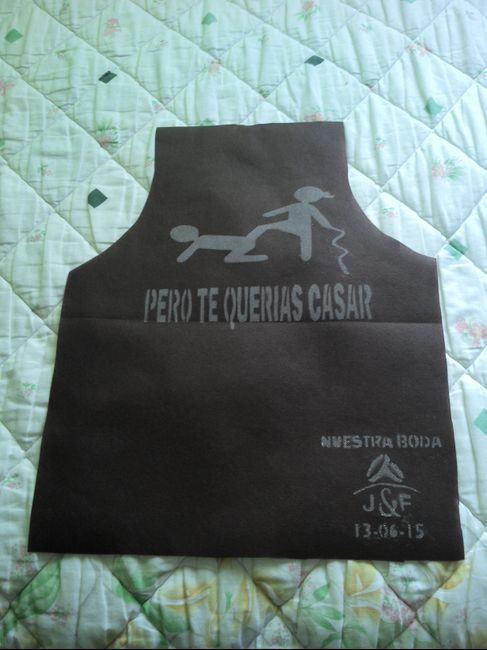 PERO TE QUERIAS CASAR
NUESTRA BODA
J&F
13-06-15